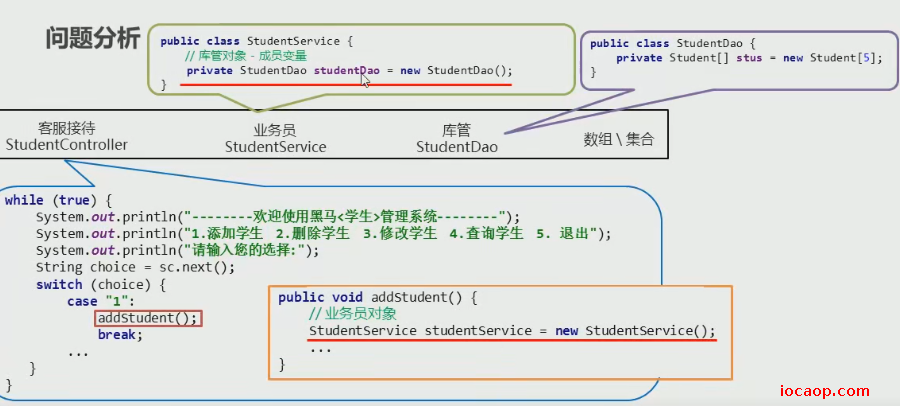 问题分析
public class StudentService {
// 库管对象 - 成员变量
private StudentDao studentDao = new StudentDao();
}
public class StudentDao {
private Student[] stus = new Student[5];
}
客服接待
StudentController
业务员
StudentService
库管
StudentDao
数组 \ 集合
while (true) {
System.out.println("--------欢迎使用黑马<学生>管理系统--------");
System.out.println("1.添加学生 2.删除学生 3.修改学生 4.查询学生 5. 退出");
System.out.println("请输入您的选择:");
String choice = sc.next();
switch (choice) {
case "1":
addStudent();
break;
...
}
}
public void addStudent() {
// 业务员对象
StudentService studentService = new StudentService();
...
}
iocaop.com